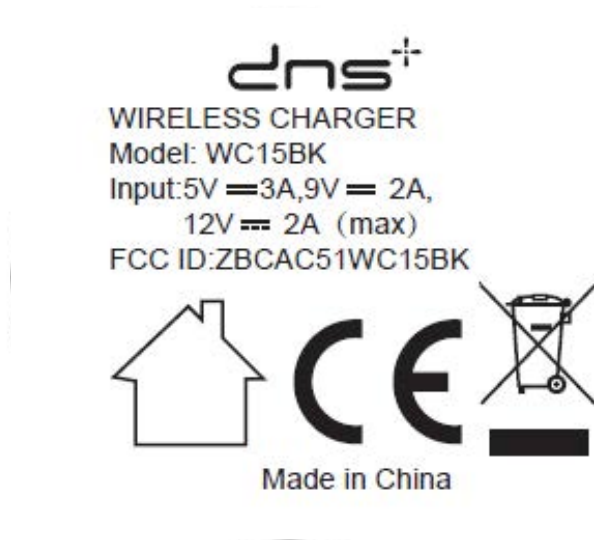 dns+
WIRELESS CHARGER
Model: WC15BK
Input:5V ⎓3A,9V ⎓ 2A,
12V ⎓ 2A（max）
FCC ID:ZBCAC51WC15BK
CE
Made in China